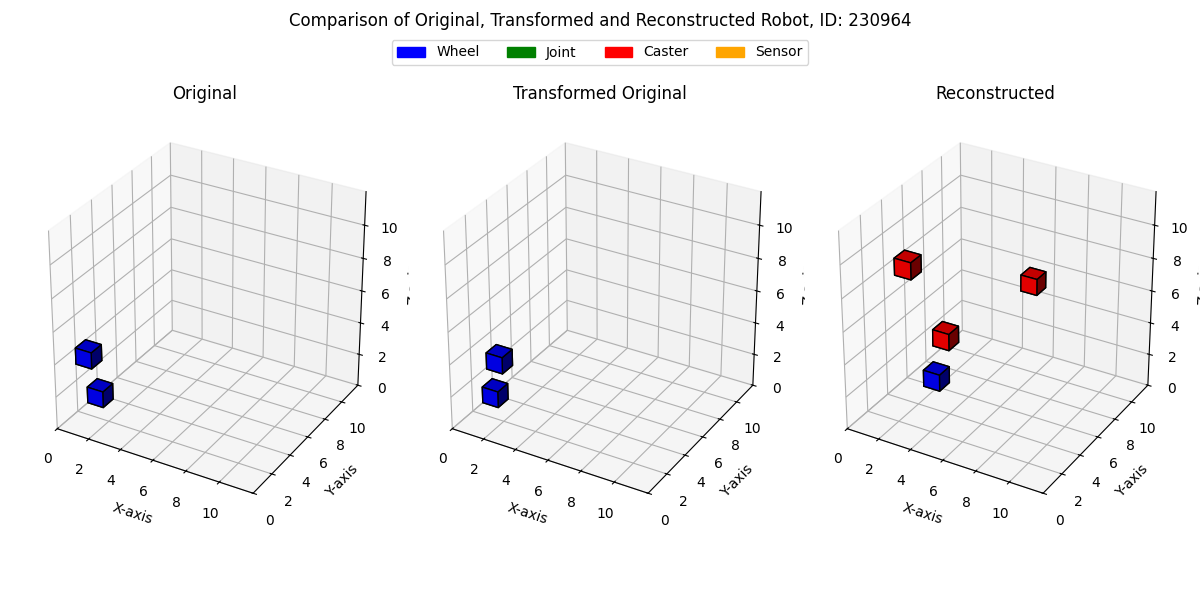 Comparison of Original, Transformed and Reconstructed Robot, ID: 230964
Wheel Joint Caster Sensor
Original Transformed Original Reconstructed
10
8
6
4
2
0
0 2 4 6 8 10
X-axis
0 2 4 6 8 10
Y-axis
10
8
6
4
2
0
0 2 4 6 8 10
X-axis
0 2 4 6 8 10
Y-axis
10
8
6
4
2
0
0 2 4 6 8 10
X-axis
0 2 4 6 8 10
Y-axis